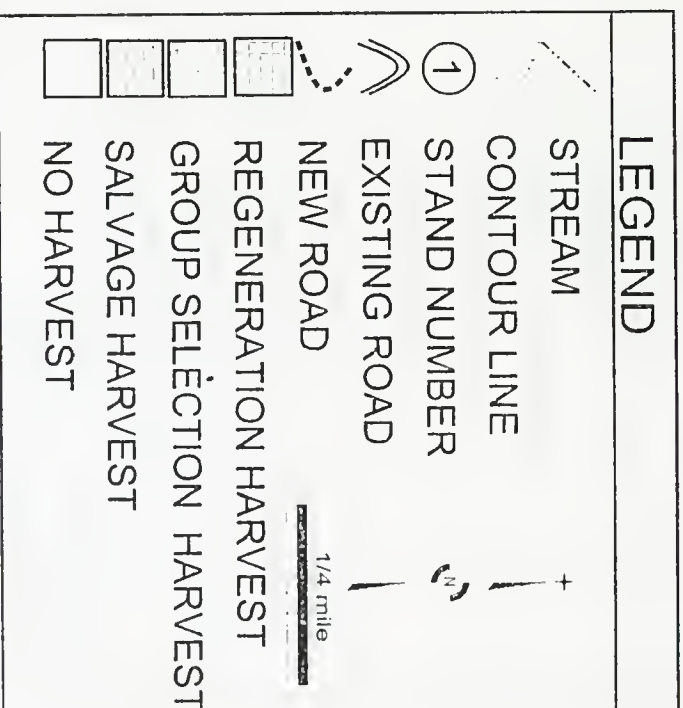 LEGEND
STREAM
CONTOUR LINE
1 STAND NUMBER
N
EXISTING ROAD
NEW ROAD
1/4 mile
REGENERATION HARVEST
GROUP SELECTION HARVEST
SALVAGE HARVEST
NO HARVEST